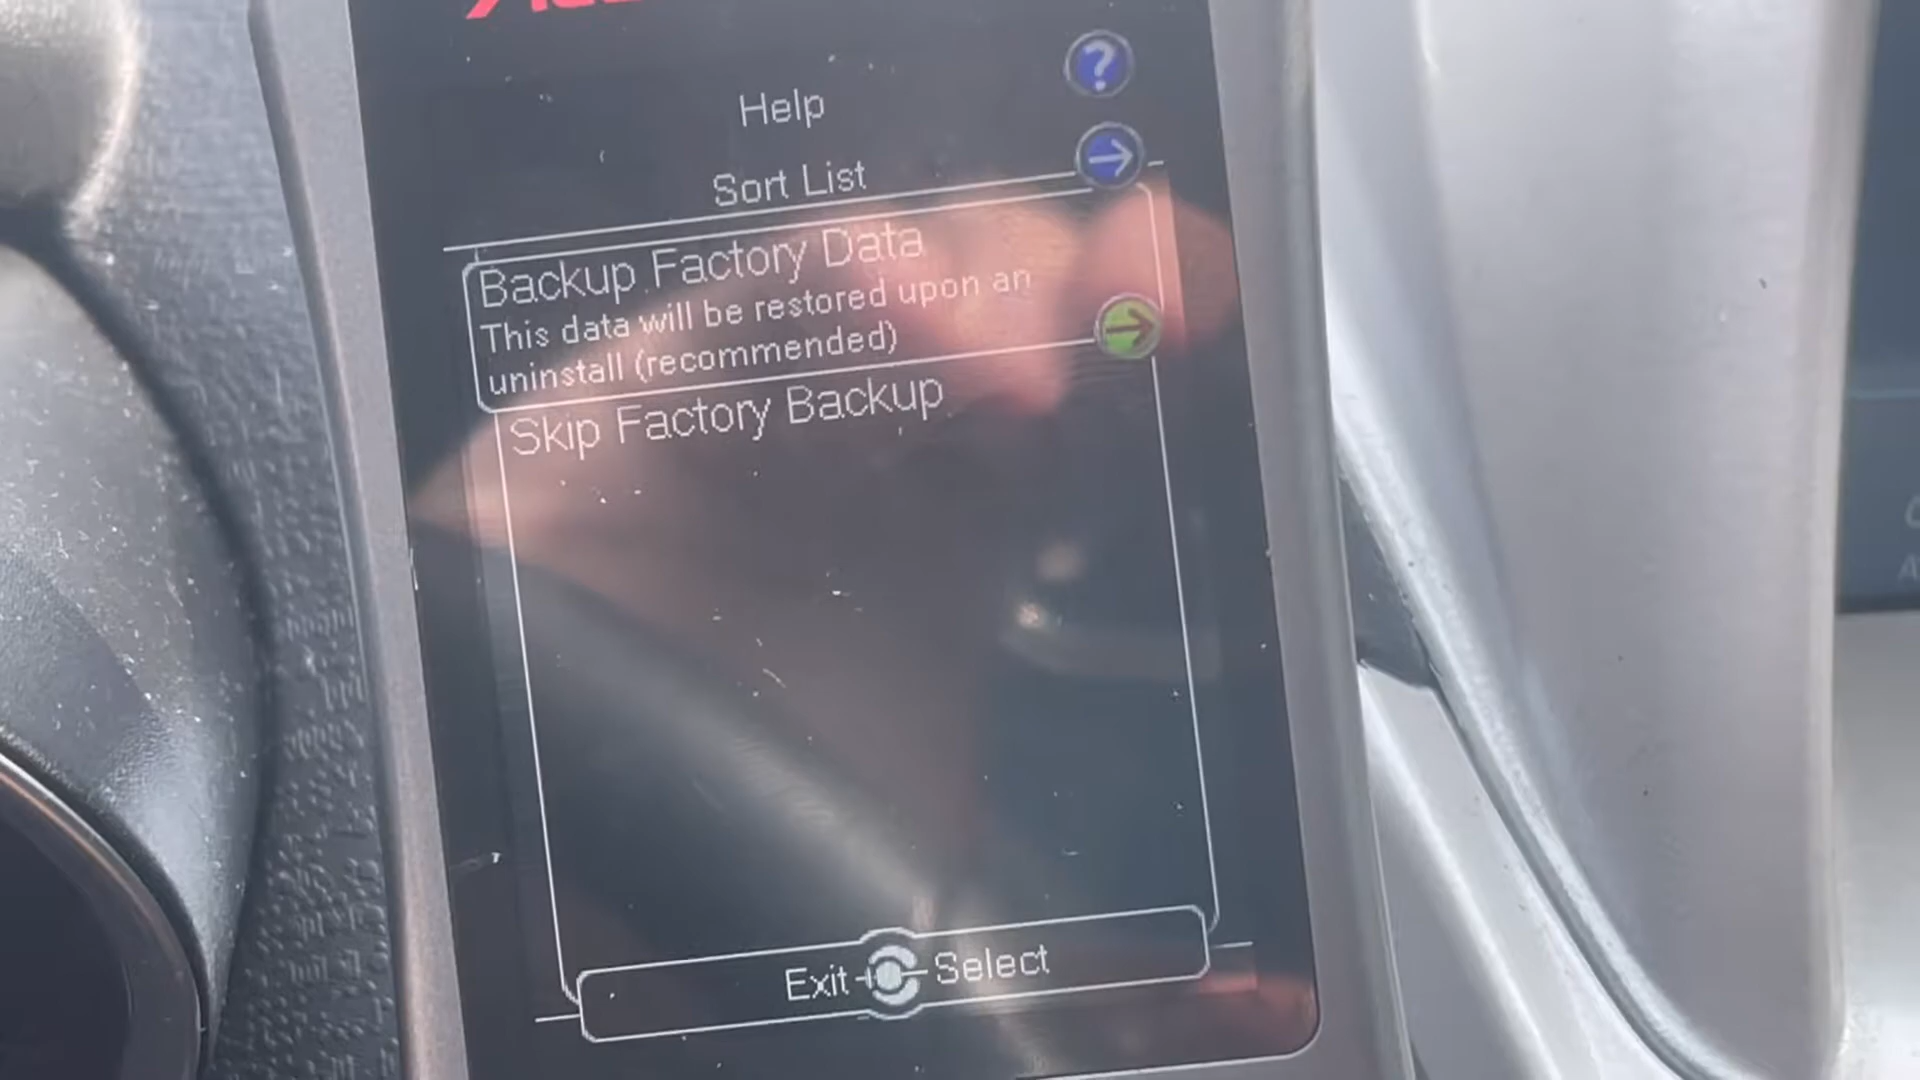 ?
Help
Sort List
Backup Factory Data
This data will be restored upon an
uninstall (recommended)
Skip Factory Backup
Exit Select